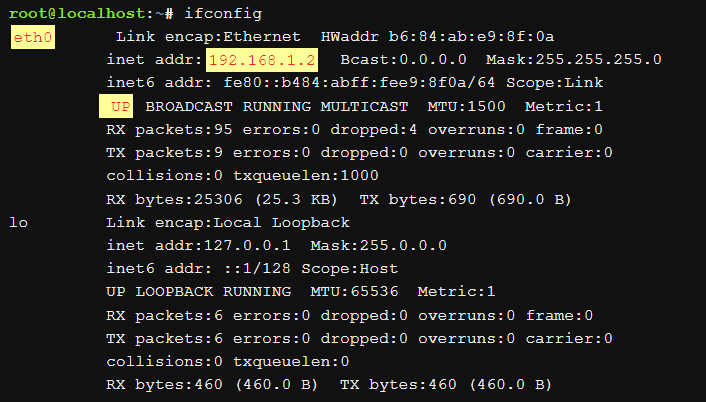 root@localhost:~# ifconfig
eth0 Link encap:Ethernet HWaddr b6:84:ab:e9:8f:0a
inet addr:192.168.1.2 Bcast:0.0.0.0 Mask:255.255.255.0
inet6 addr: fe80::b484:abff:fee9:8f0a/64 Scope:Link
UP BROADCAST RUNNING MULTICAST MTU:1500 Metric:1
RX packets:95 errors:0 dropped:4 overruns:0 frame:0
TX packets:9 errors:0 dropped:0 overruns:0 carrier:0
collisions:0 txqueuelen:1000
RX bytes:25306 (25.3 KB) TX bytes:690 (690.0 B)
lo Link encap:Local Loopback
inet addr:127.0.0.1 Mask:255.0.0.0
inet6 addr: ::1/128 Scope:Host
UP LOOPBACK RUNNING MTU:65536 Metric:1
RX packets:6 errors:0 dropped:0 overruns:0 frame:0
TX packets:6 errors:0 dropped:0 overruns:0 carrier:0
collisions:0 txqueuelen:0
RX bytes:460 (460.0 B) TX bytes:460 (460.0 B)